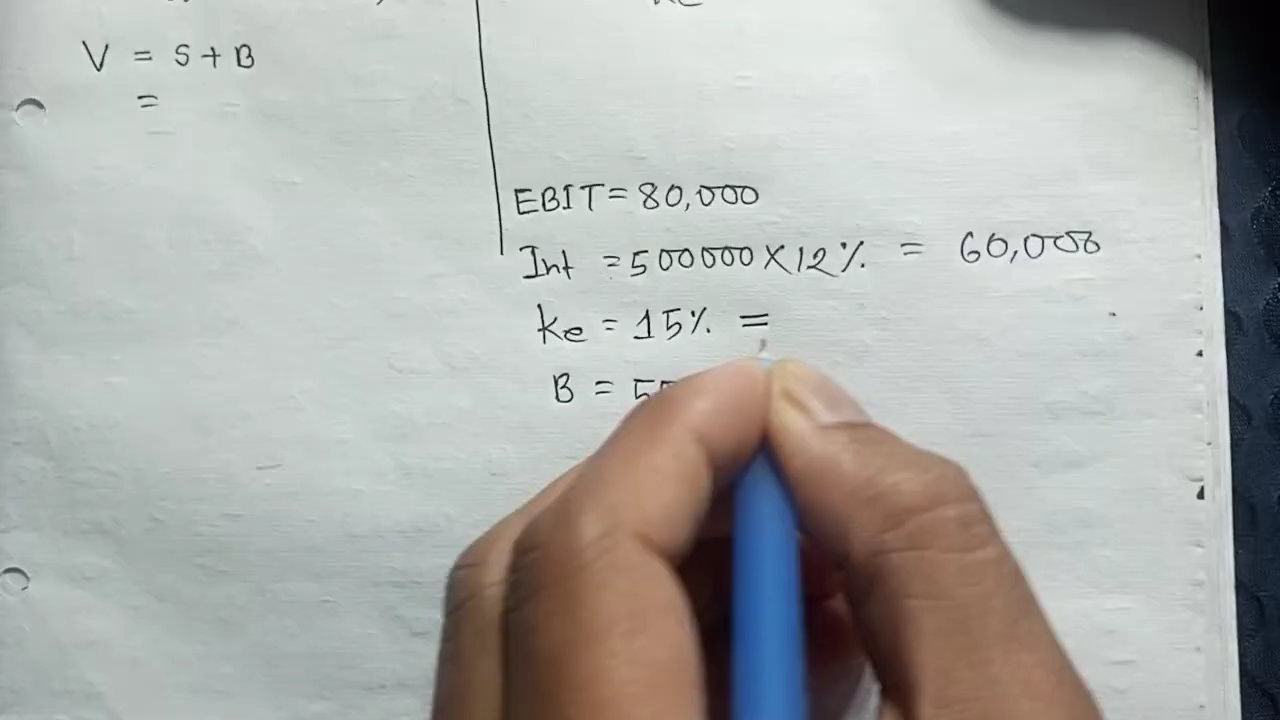 V = S + B
=
EBIT = 80,000
Int = 500000 X 12% = 60,000
Ke = 15% =
B =